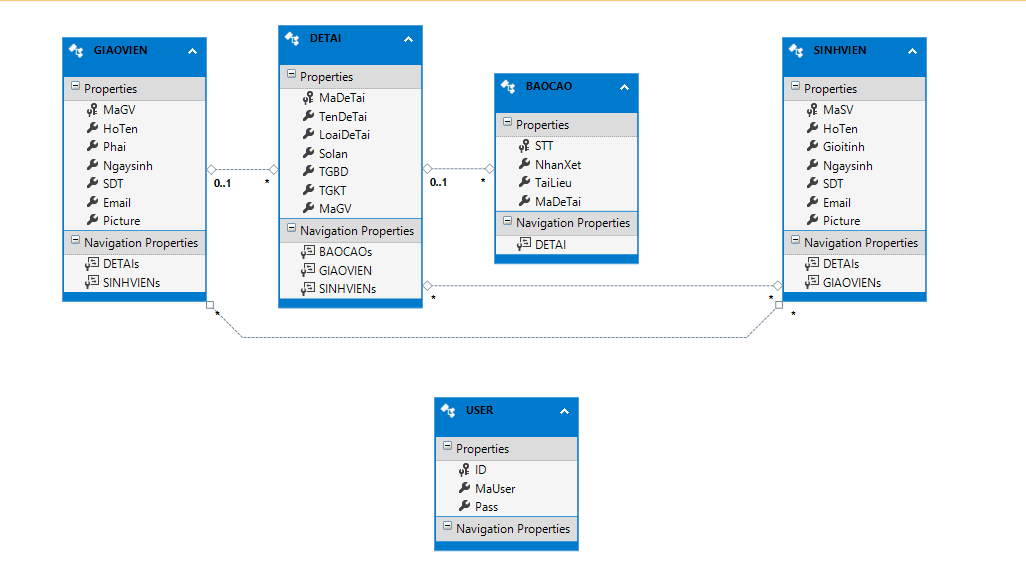 GIAOVIEN
Properties
MaGV
HoTen
Phai
Ngaysinh
SDT
Email
Picture
Navigation Properties
DETAIs
SINHVIENs
0..1
*
DETAI
Properties
MaDeTai
TenDeTai
LoaiDeTai
Solan
TGBD
TGKT
MaGV
Navigation Properties
BAOCAOs
GIAOVIEN
SINHVIENs
0..1
*
BAOCAO
Properties
STT
NhanXet
TaiLieu
MaDeTai
Navigation Properties
DETAI
*
*
SINHVIEN
Properties
MaSV
HoTen
Gioitinh
Ngaysinh
SDT
Email
Picture
Navigation Properties
DETAIs
GIAOVIENs
*
*
USER
Properties
ID
MaUser
Pass
Navigation Properties